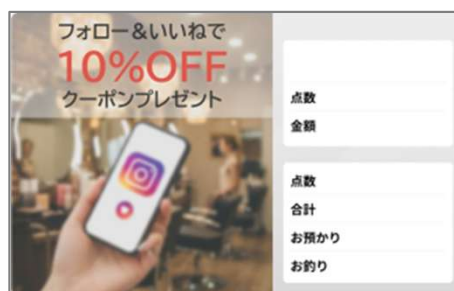 フォロー&いいねで
10%OFF
クーポンプレゼント
点数
金額
点数
合計
お預かり
お釣り